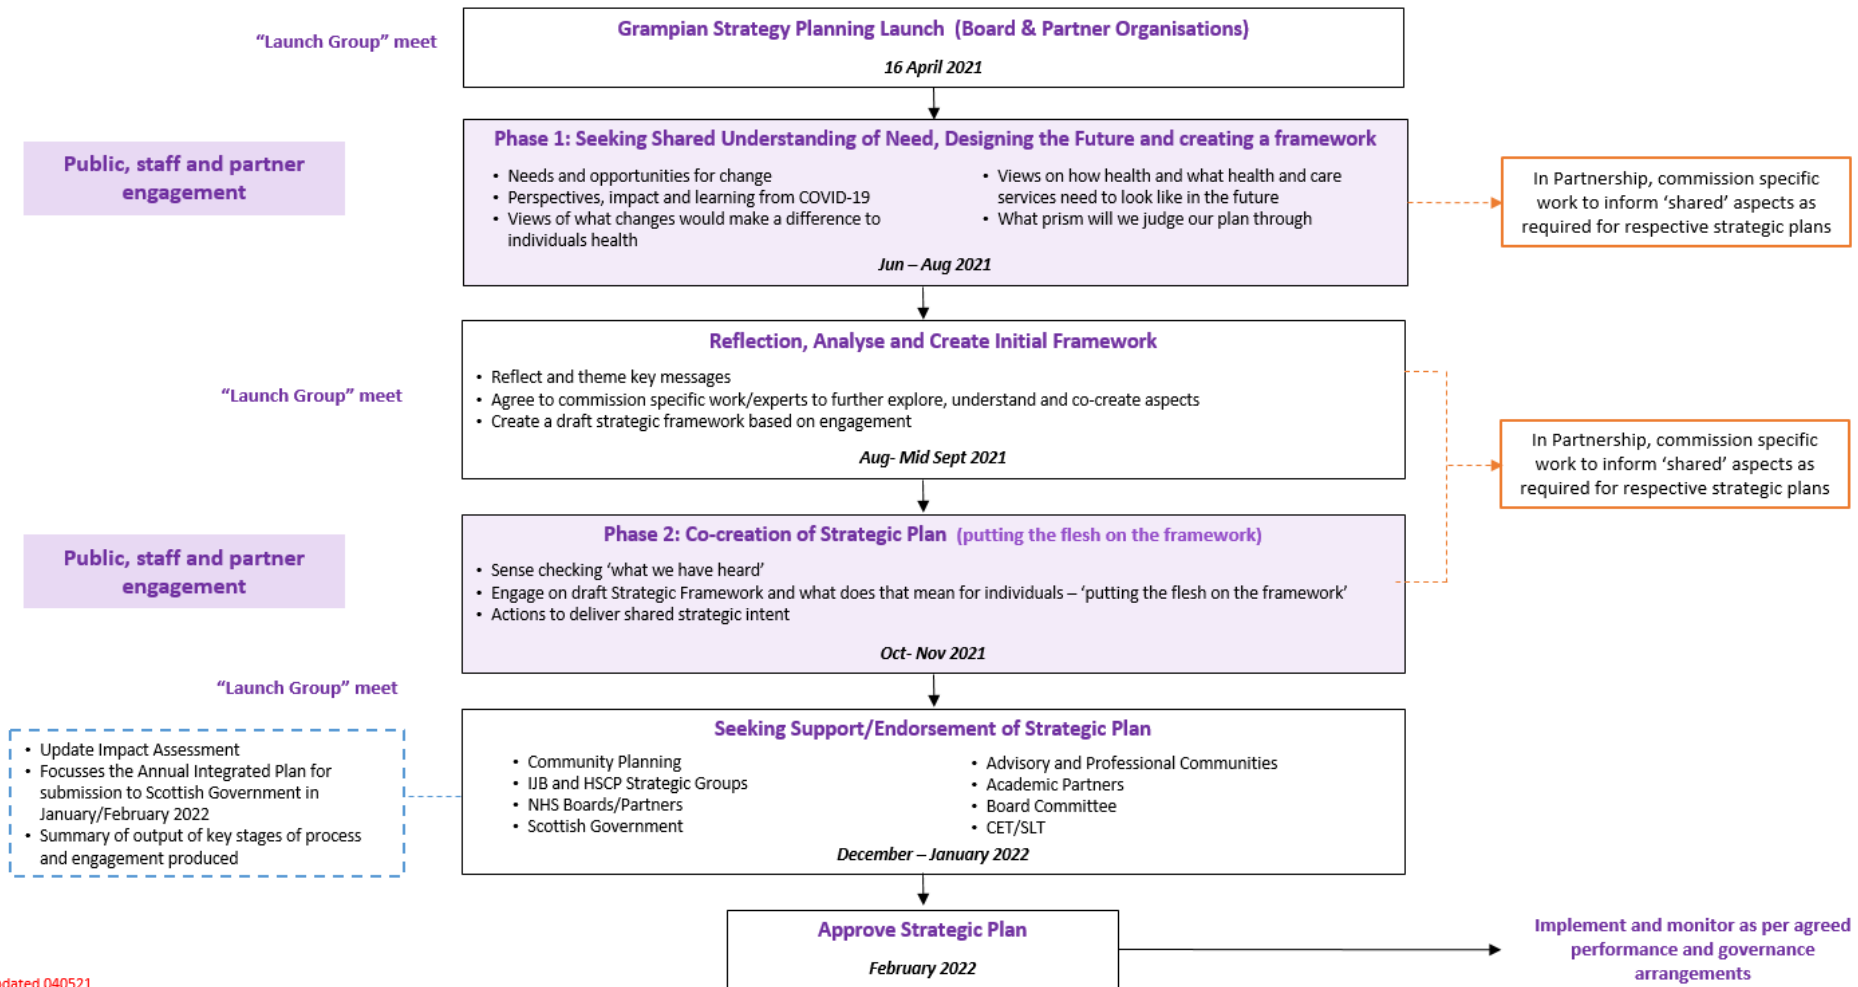 “Launch Group” meet
Grampian Strategy Planning Launch (Board & Partner Organisations)
16 April 2021
Public, staff and partner
engagement
Phase 1: Seeking Shared Understanding of Need, Designing the Future and creating a framework
• Needs and opportunities for change
• Perspectives, impact and learning from COVID-19
• Views of what changes would make a difference to
individuals health
• Views on how health and what health and care
services need to look like in the future
• What prism will we judge our plan through
Jun – Aug 2021
In Partnership, commission specific
work to inform ‘shared’ aspects as
required for respective strategic plans
“Launch Group” meet
Reflection, Analyse and Create Initial Framework
• Reflect and theme key messages
• Agree to commission specific work/experts to further explore, understand and co-create aspects
• Create a draft strategic framework based on engagement
Aug- Mid Sept 2021
In Partnership, commission specific
work to inform ‘shared’ aspects as
required for respective strategic plans
Public, staff and partner
engagement
Phase 2: Co-creation of Strategic Plan (putting the flesh on the framework)
• Sense checking ‘what we have heard’
• Engage on draft Strategic Framework and what does that mean for individuals – ‘putting the flesh on the framework’
• Actions to deliver shared strategic intent
Oct- Nov 2021
“Launch Group” meet
• Update Impact Assessment
• Focusses the Annual Integrated Plan for
submission to Scottish Government in
January/February 2022
• Summary of output of key stages of process
and engagement produced
Seeking Support/Endorsement of Strategic Plan
• Community Planning
• IJB and HSCP Strategic Groups
• NHS Boards/Partners
• Scottish Government
• Advisory and Professional Communities
• Academic Partners
• Board Committee
• CET/SLT
December – January 2022
Approve Strategic Plan
February 2022
Implement and monitor as per agreed
performance and governance
arrangements
040521